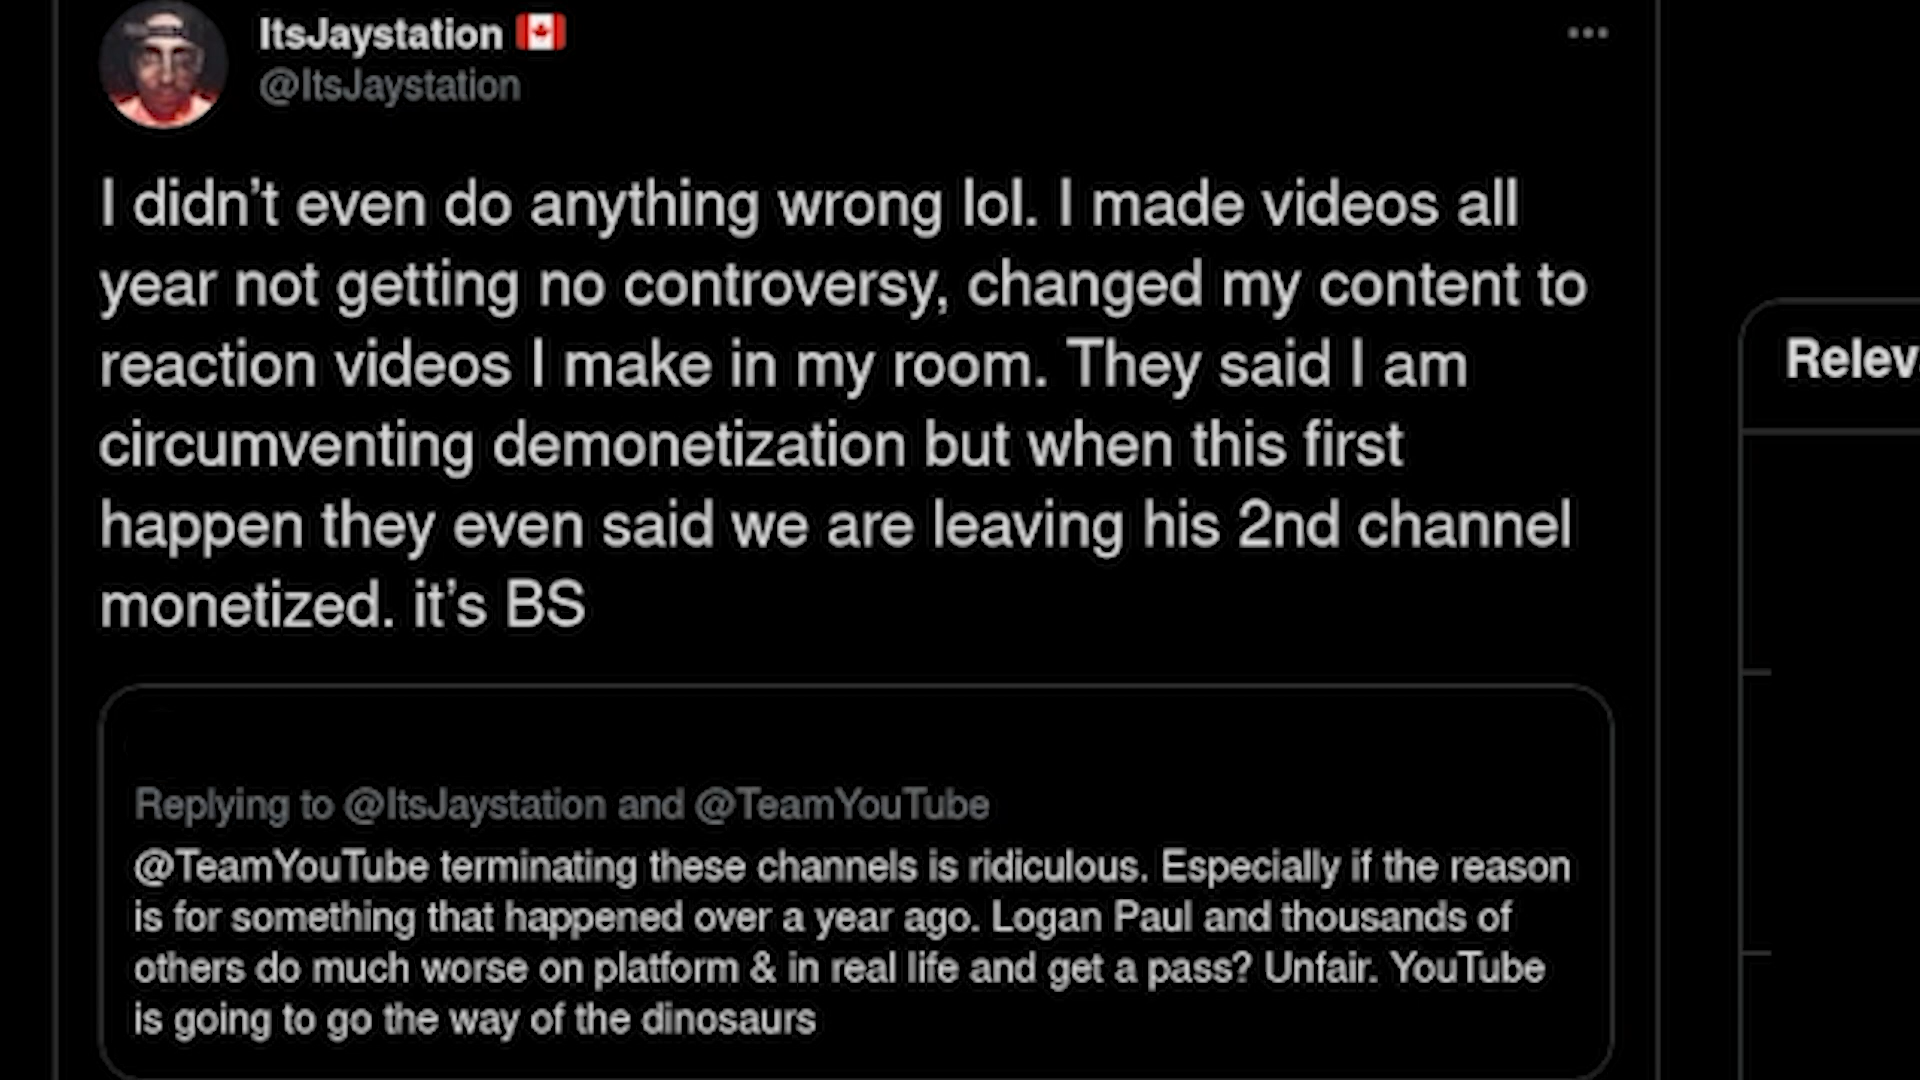 ItsJaystation 🇨🇦
@ItsJaystation
I didn’t even do anything wrong lol. I made videos all
year not getting no controversy, changed my content to
reaction videos I make in my room. They said I am
circumventing demonetization but when this first
happen they even said we are leaving his 2nd channel
monetized. it’s BS
Replying to @ItsJaystation and @TeamYouTube
@TeamYouTube terminating these channels is ridiculous. Especially if the reason
is for something that happened over a year ago. Logan Paul and thousands of
others do much worse on platform & in real life and get a pass? Unfair. YouTube
is going to go the way of the dinosaurs